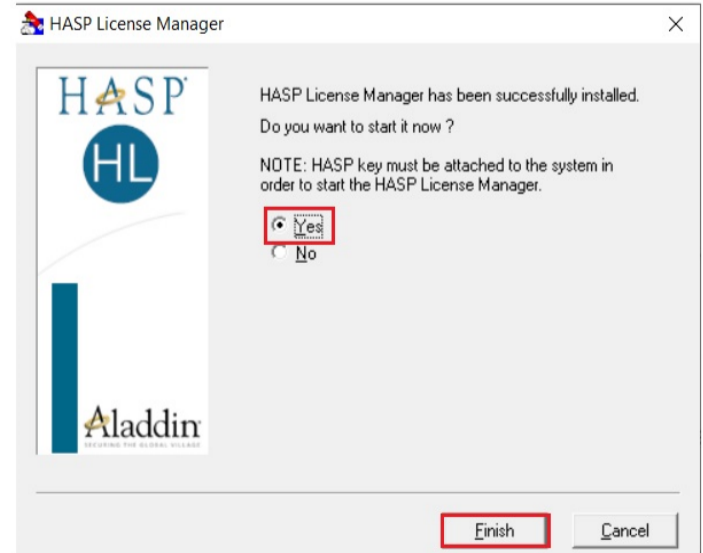 HASP License Manager
HASP
HL
HASP License Manager has been successfully installed.
Do you want to start it now ?
NOTE: HASP key must be attached to the system in
order to start the HASP License Manager.
Yes
No
Aladdin
SECURING THE GLOBAL VILLAGE
Finish
Cancel